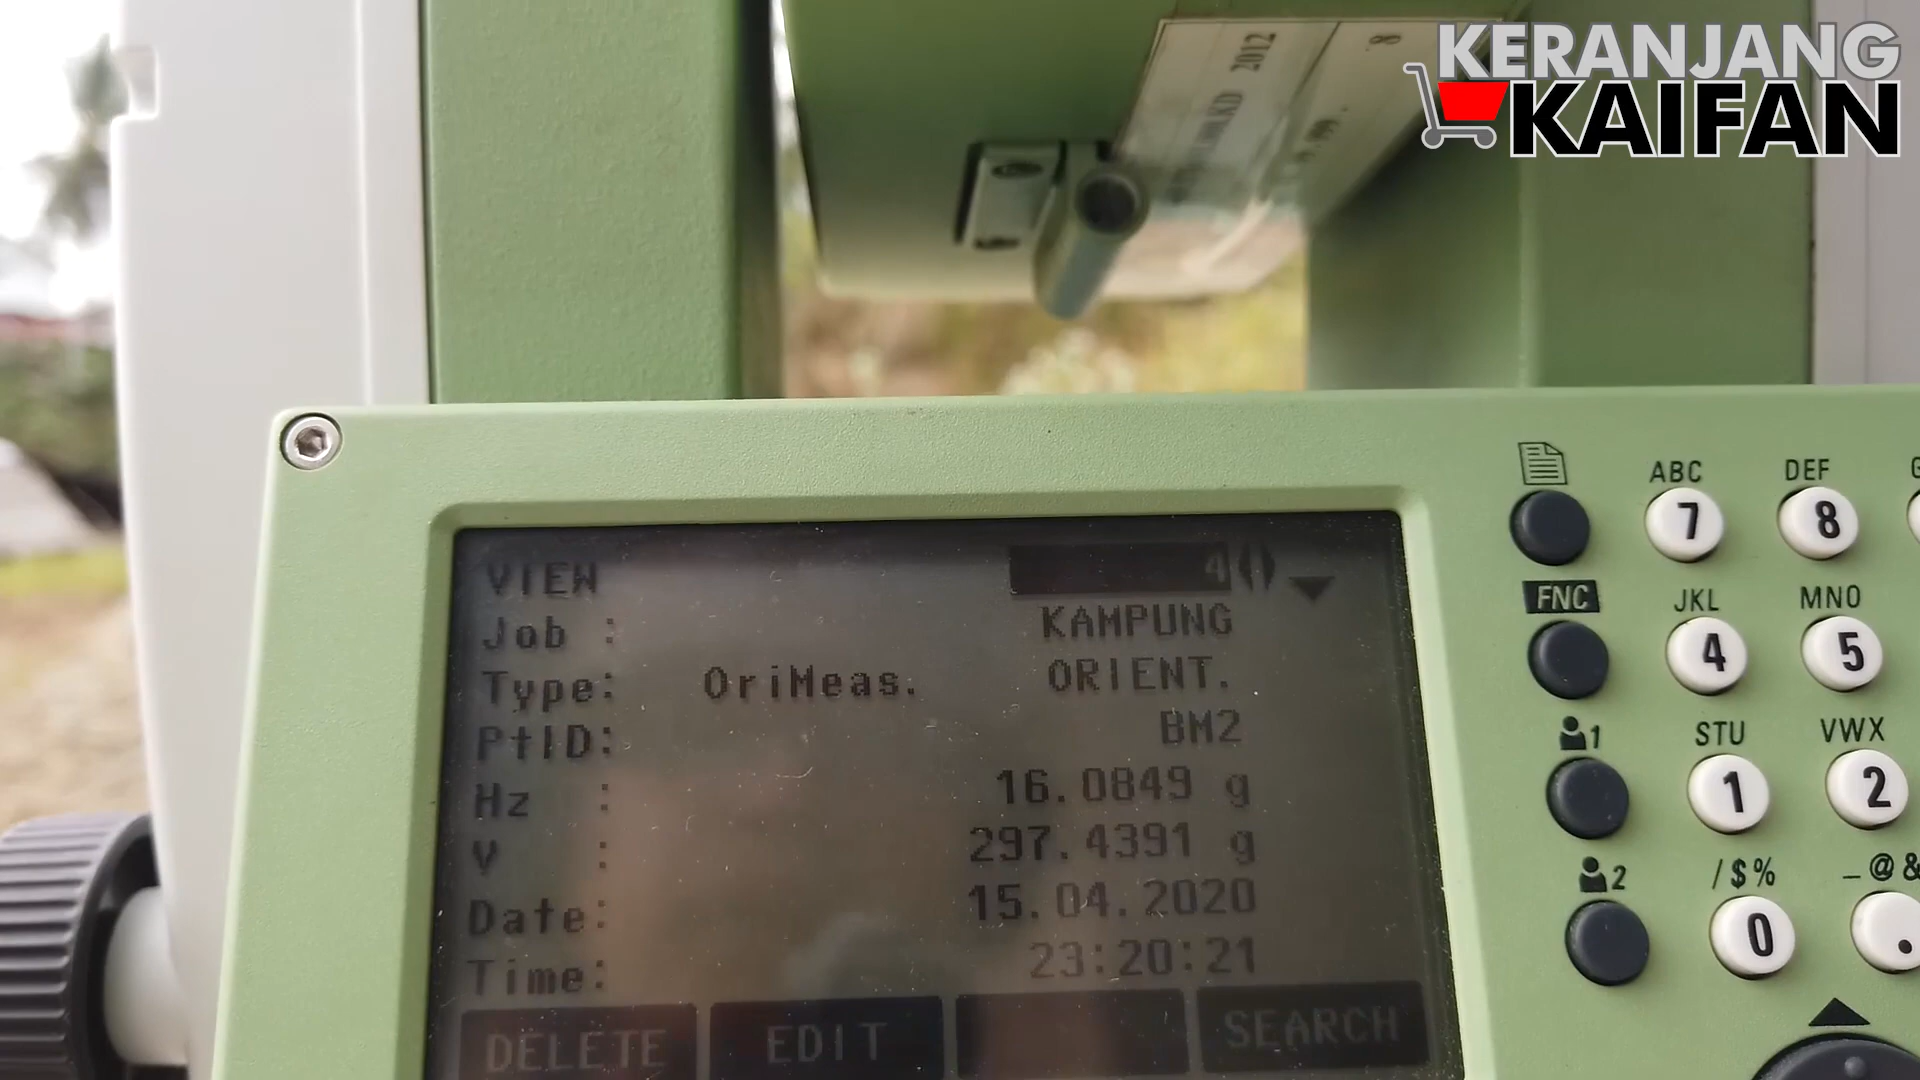 KERANJANG
KAIFAN
2012
8
VIEW 4
Job : KAMPUNG
Type: OriMeas. ORIENT.
PtID: BM2
Hz : 16.0849 g
V : 297.4391 g
Date: 15.04.2020
Time: 23:20:21
DELETE EDIT SEARCH
ABC DEF
7 8
FNC JKL MNO
4 5
1 STU VWX
1 2
2 /$% _@&
0 .